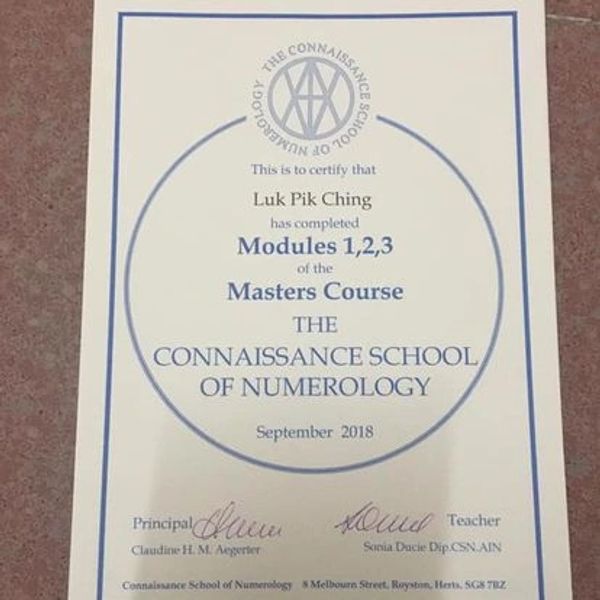 THE CONNAISSANCE SCHOOL OF NUMEROLOGY
This is to certify that
Luk Pik Ching
has completed
Modules 1,2,3
of the
Masters Course
THE
CONNAISSANCE SCHOOL
OF NUMEROLOGY
September 2018
Principal Teacher
Claudine H. M. Aegerter Sonia Ducie Dip.CSN.AIN
Connaissance School of Numerology 8 Melbourn Street, Royston, Herts, SG8 7BZ